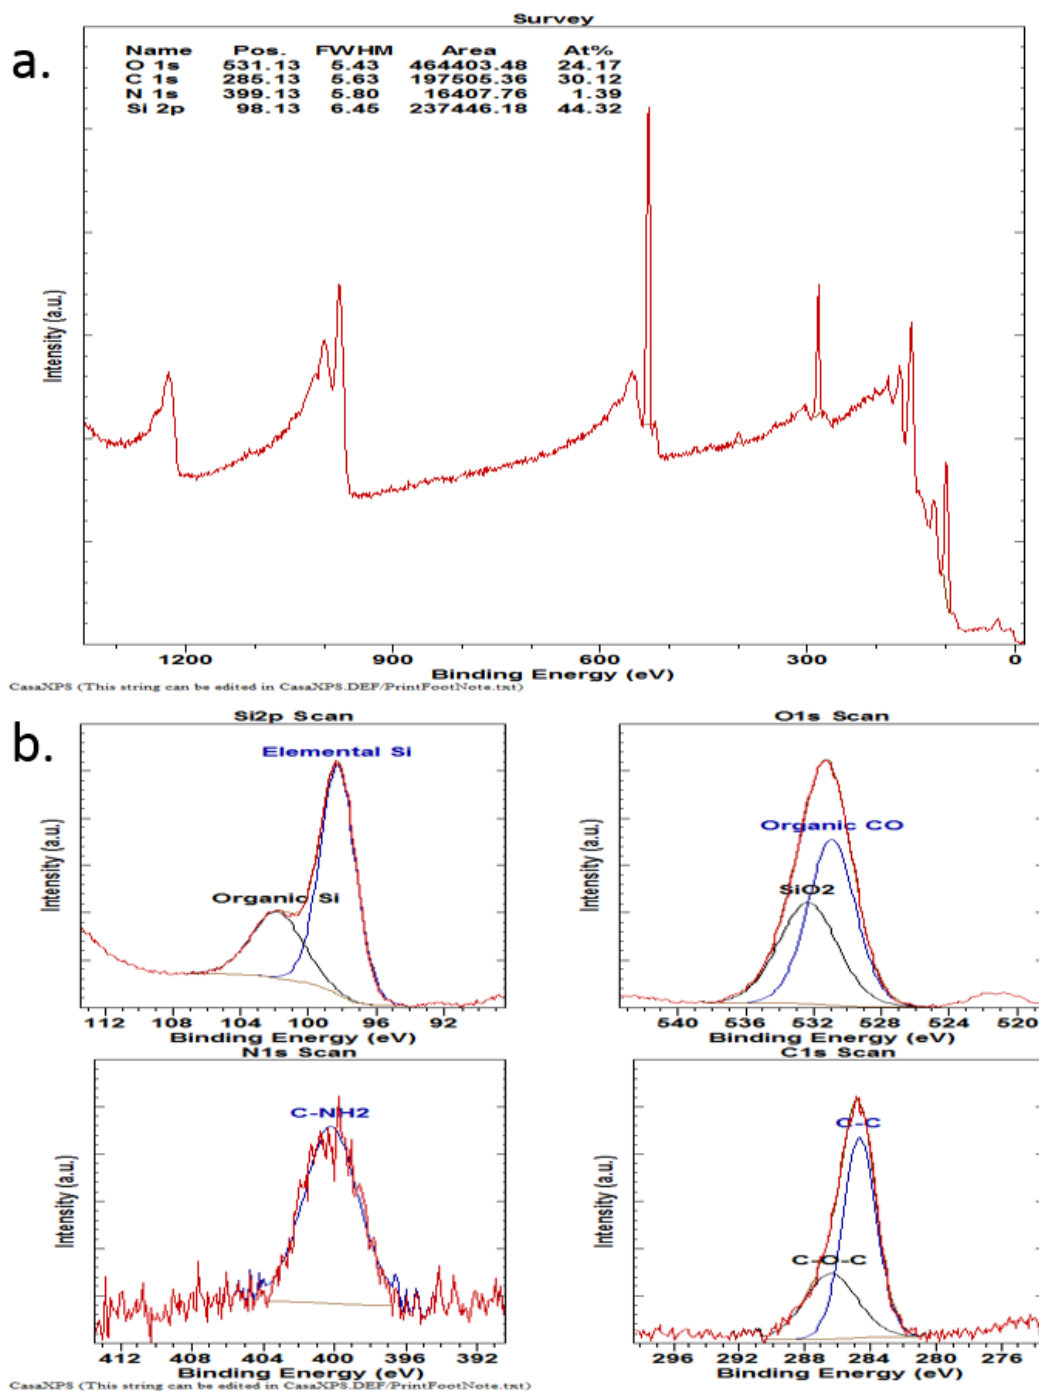 a.
Survey
Name Pos. FWHM Area At%
O 1s 531.13 5.43 464403.48 24.17
C 1s 285.13 5.63 197505.36 30.12
N 1s 399.13 5.80 16407.76 1.39
Si 2p 98.13 6.45 237446.18 44.32
Intensity (a.u.)
1200 900 600 300 0
Binding Energy (eV)
CasaXPS (This string can be edited in CasaXPS.DEF/PrintFootNote.txt)
b.
Si2p Scan
Elemental Si
Organic Si
Intensity (a.u.)
112 108 104 100 96 92
Binding Energy (eV)
O1s Scan
Organic CO
SiO2
Intensity (a.u.)
540 536 532 528 524 520
Binding Energy (eV)
N1s Scan
C-NH2
Intensity (a.u.)
412 408 404 400 396 392
Binding Energy (eV)
C1s Scan
C-C
C-O-C
Intensity (a.u.)
296 292 288 284 280 276
Binding Energy (eV)
CasaXPS (This string can be edited in CasaXPS.DEF/PrintFootNote.txt)